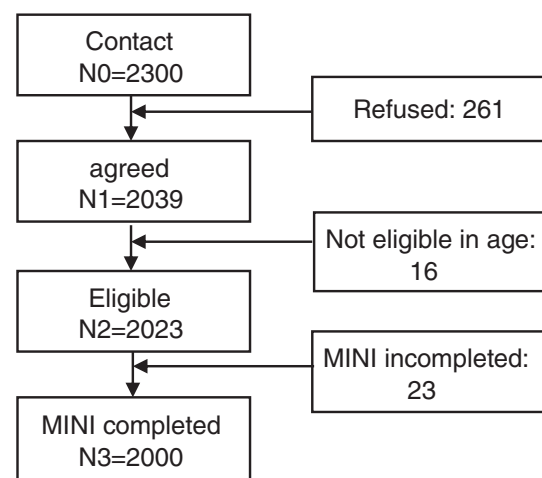 Contact
N0=2300
Refused: 261
agreed
N1=2039
Not eligible in age:
16
Eligible
N2=2023
MINI incompleted:
23
MINI completed
N3=2000